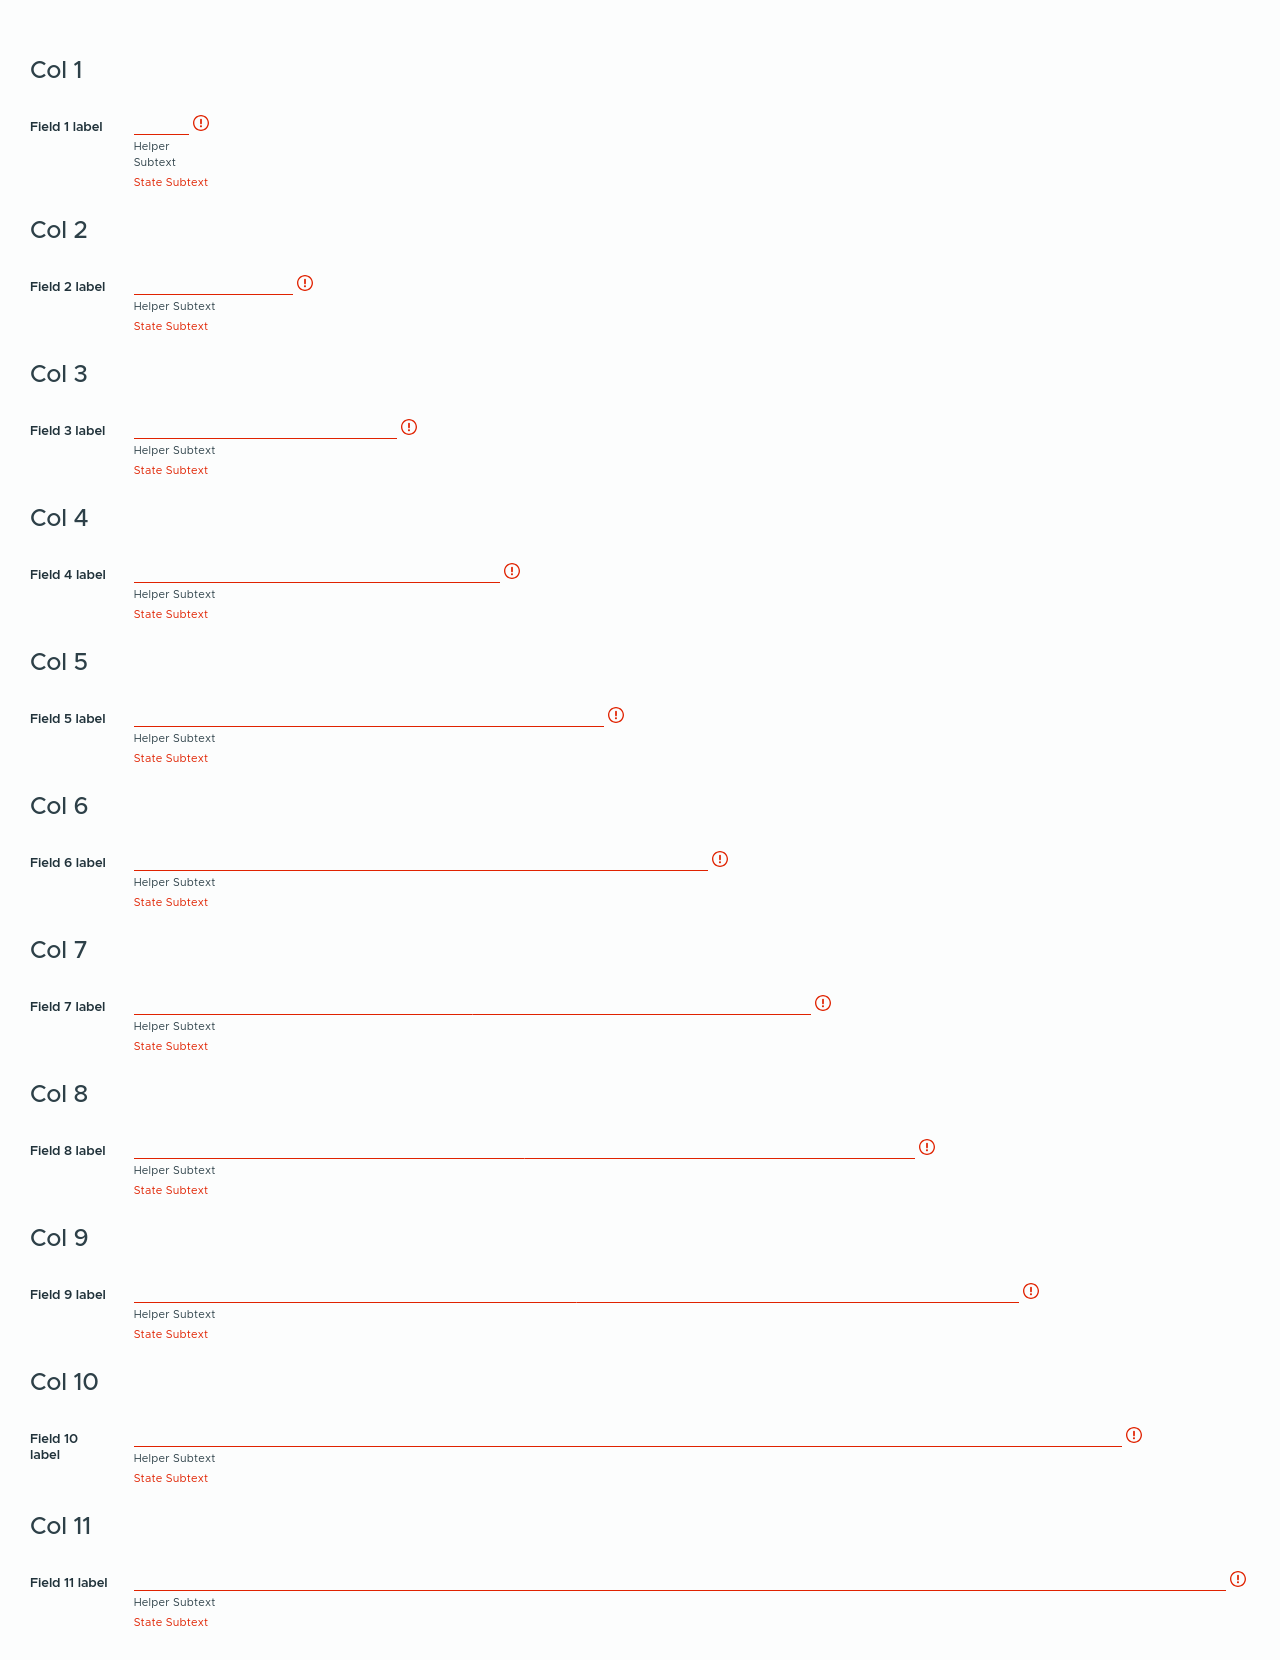 Col 1
Field 1 label
Helper
Subtext
State Subtext
Col 2
Field 2 label
Helper Subtext
State Subtext
Col 3
Field 3 label
Helper Subtext
State Subtext
Col 4
Field 4 label
Helper Subtext
State Subtext
Col 5
Field 5 label
Helper Subtext
State Subtext
Col 6
Field 6 label
Helper Subtext
State Subtext
Col 7
Field 7 label
Helper Subtext
State Subtext
Col 8
Field 8 label
Helper Subtext
State Subtext
Col 9
Field 9 label
Helper Subtext
State Subtext
Col 10
Field 10
label
Helper Subtext
State Subtext
Col 11
Field 11 label
Helper Subtext
State Subtext